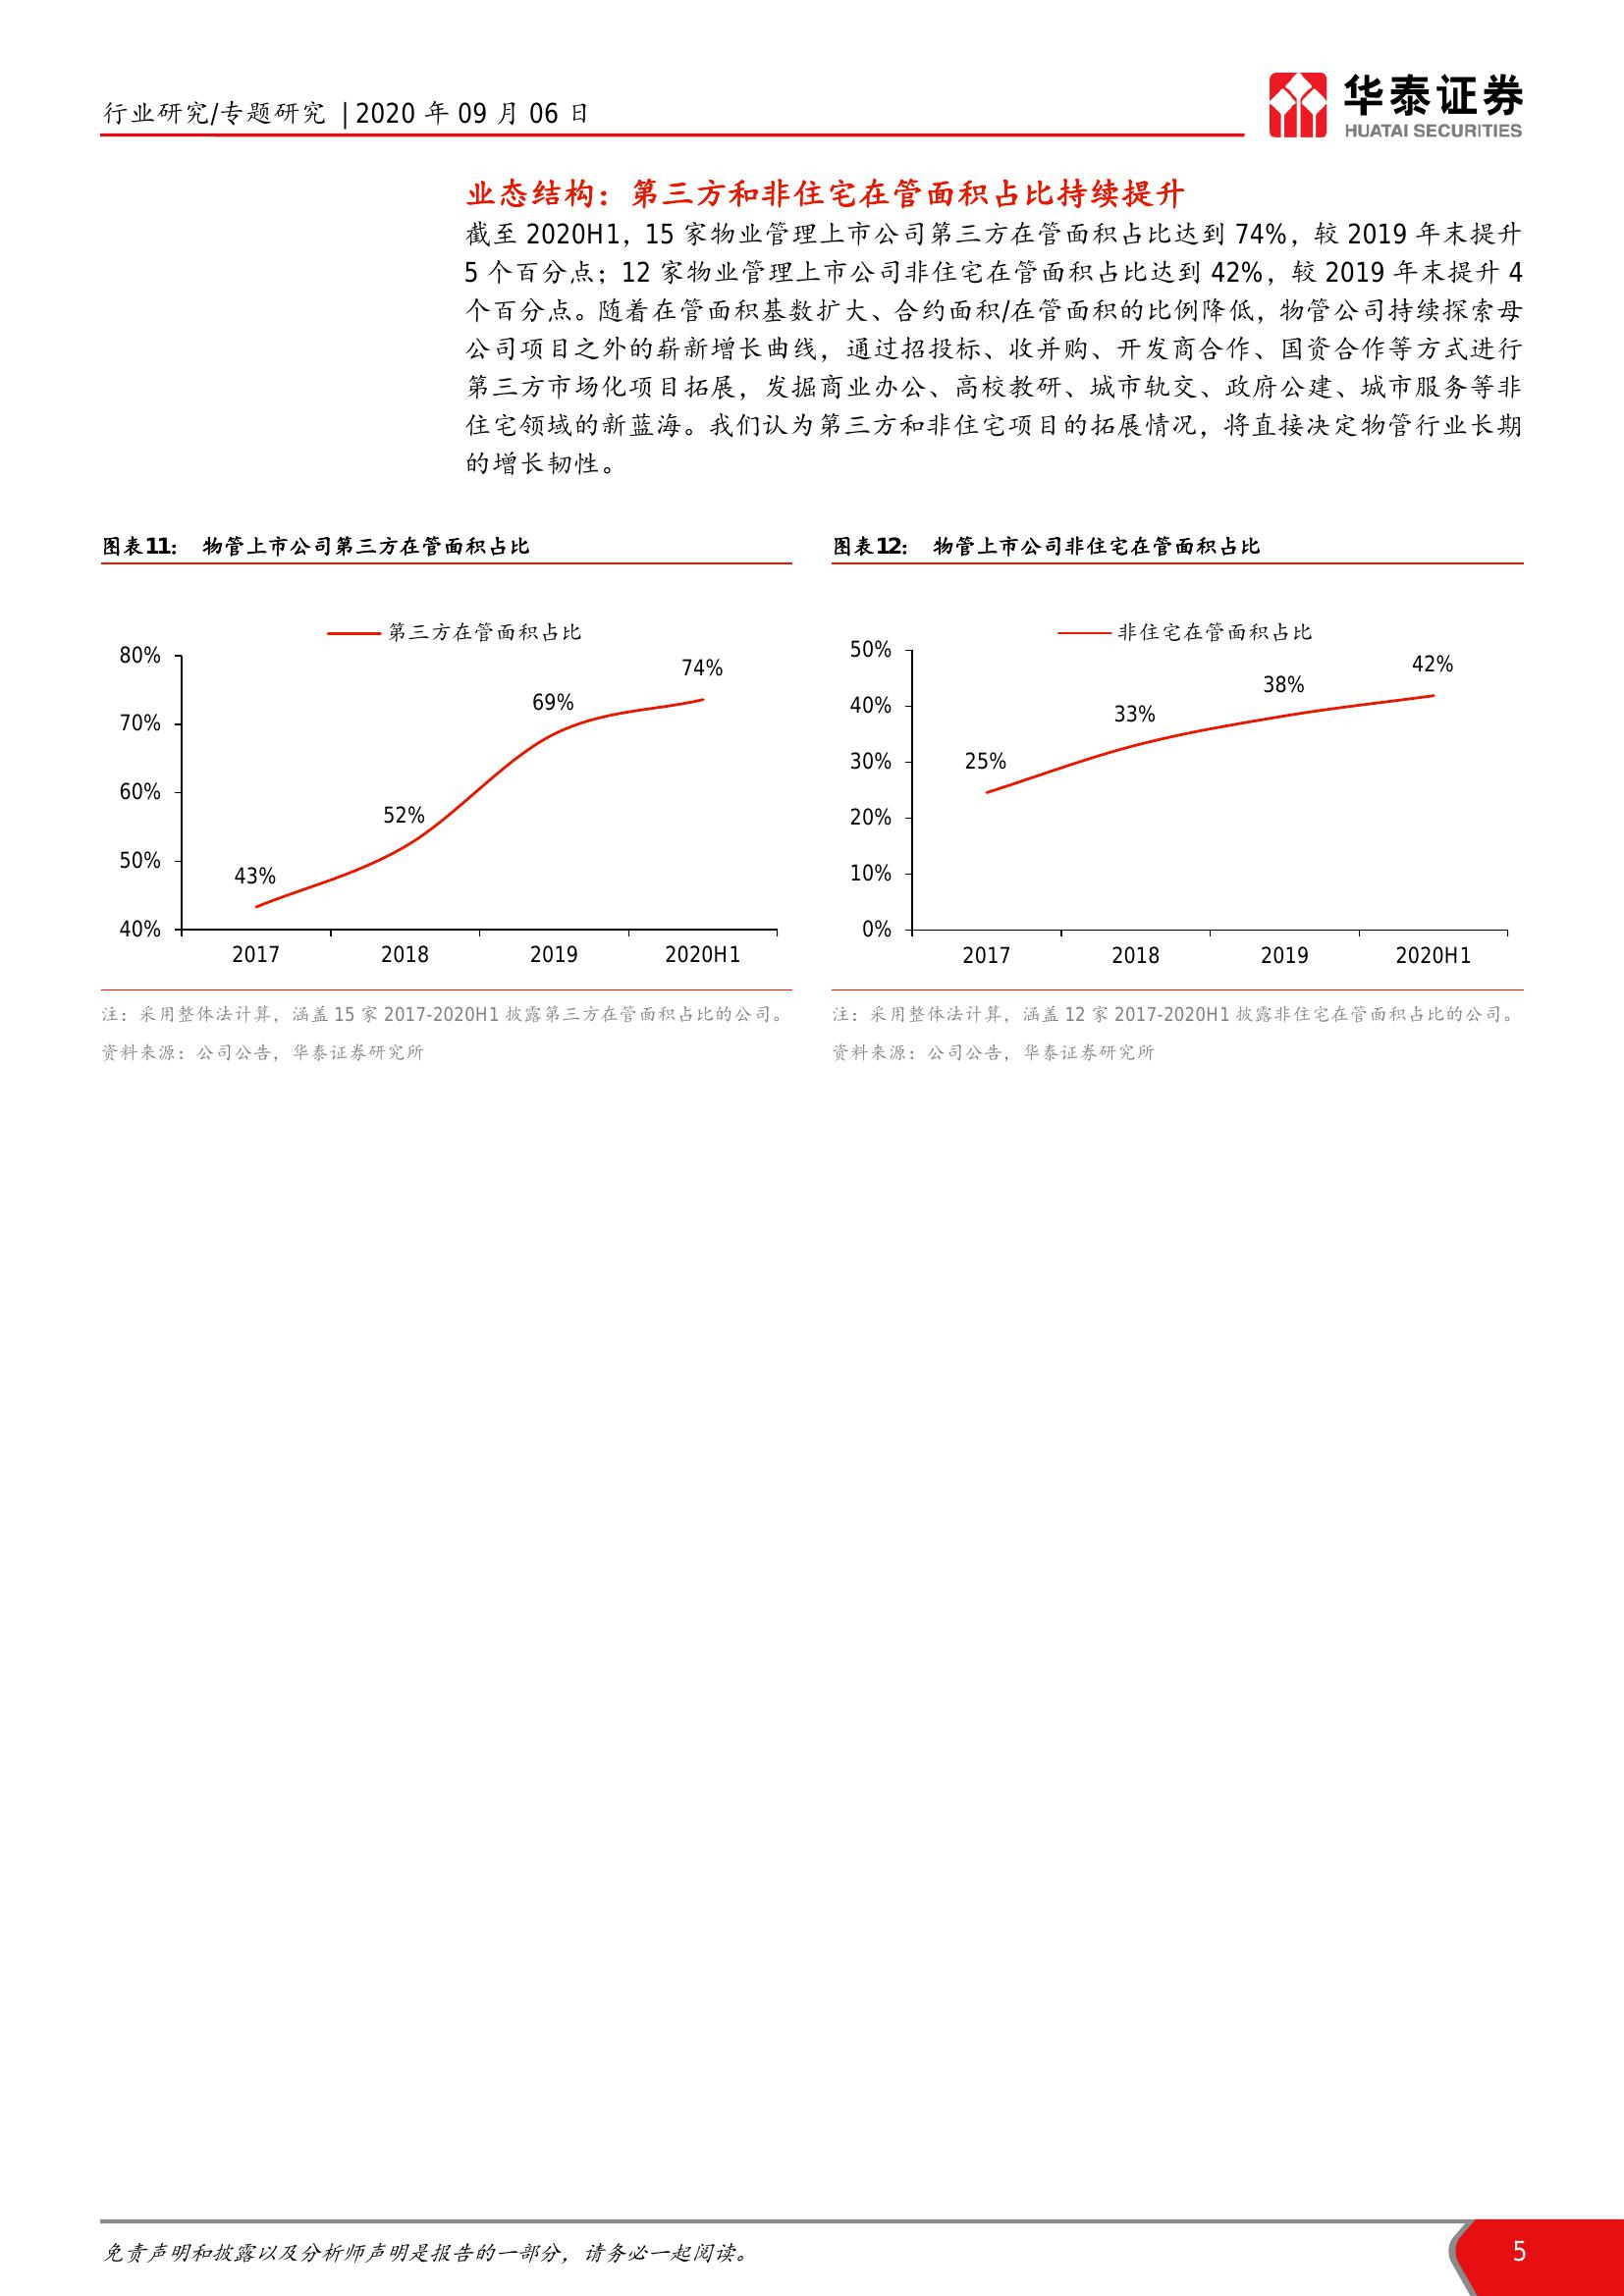 行业研究/专题研究 | 2020 年 09 月 06 日
华泰证券
HUATAI SECURITIES
业态结构：第三方和非住宅在管面积占比持续提升
截至 2020H1，15 家物业管理上市公司第三方在管面积占比达到 74%，较 2019 年末提升
5 个百分点；12 家物业管理上市公司非住宅在管面积占比达到 42%，较 2019 年末提升 4
个百分点。随着在管面积基数扩大、合约面积/在管面积的比例降低，物管公司持续探索母
公司项目之外的崭新增长曲线，通过招投标、收并购、开发商合作、国资合作等方式进行
第三方市场化项目拓展，发掘商业办公、高校教研、城市轨交、政府公建、城市服务等非
住宅领域的新蓝海。我们认为第三方和非住宅项目的拓展情况，将直接决定物管行业长期
的增长韧性。
图表11： 物管上市公司第三方在管面积占比
第三方在管面积占比
80%
70%
60%
50%
40%
43%
52%
69%
74%
2017 2018 2019 2020H1
注：采用整体法计算，涵盖 15 家 2017-2020H1 披露第三方在管面积占比的公司。
资料来源：公司公告，华泰证券研究所
图表12： 物管上市公司非住宅在管面积占比
非住宅在管面积占比
50%
40%
30%
20%
10%
0%
25%
33%
38%
42%
2017 2018 2019 2020H1
注：采用整体法计算，涵盖 12 家 2017-2020H1 披露非住宅在管面积占比的公司。
资料来源：公司公告，华泰证券研究所
免责声明和披露以及分析师声明是报告的一部分，请务必一起阅读。
5